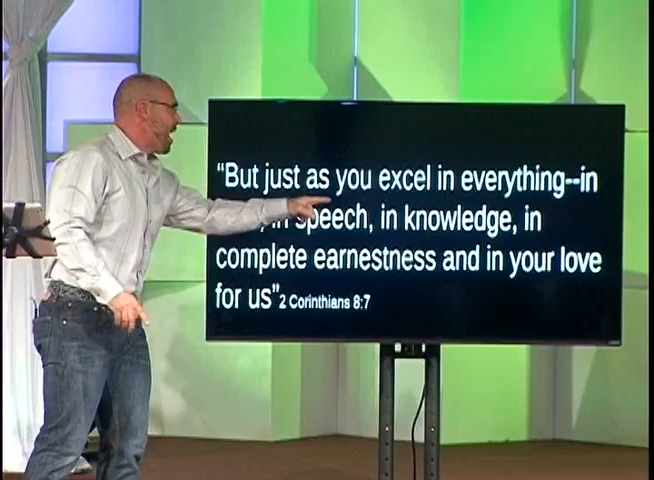 “But just as you excel in everything--in
in speech, in knowledge, in
complete earnestness and in your love
for us” 2 Corinthians 8:7